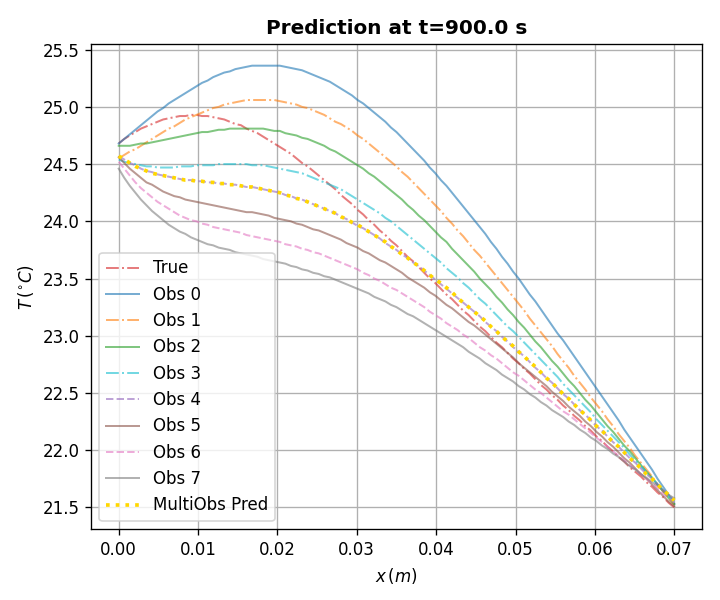 Prediction at t=900.0 s
25.5
25.0
24.5
24.0
23.5
23.0
22.5
22.0
21.5
T (°C)
True
Obs 0
Obs 1
Obs 2
Obs 3
Obs 4
Obs 5
Obs 6
Obs 7
MultiObs Pred
0.00 0.01 0.02 0.03 0.04 0.05 0.06 0.07
x (m)